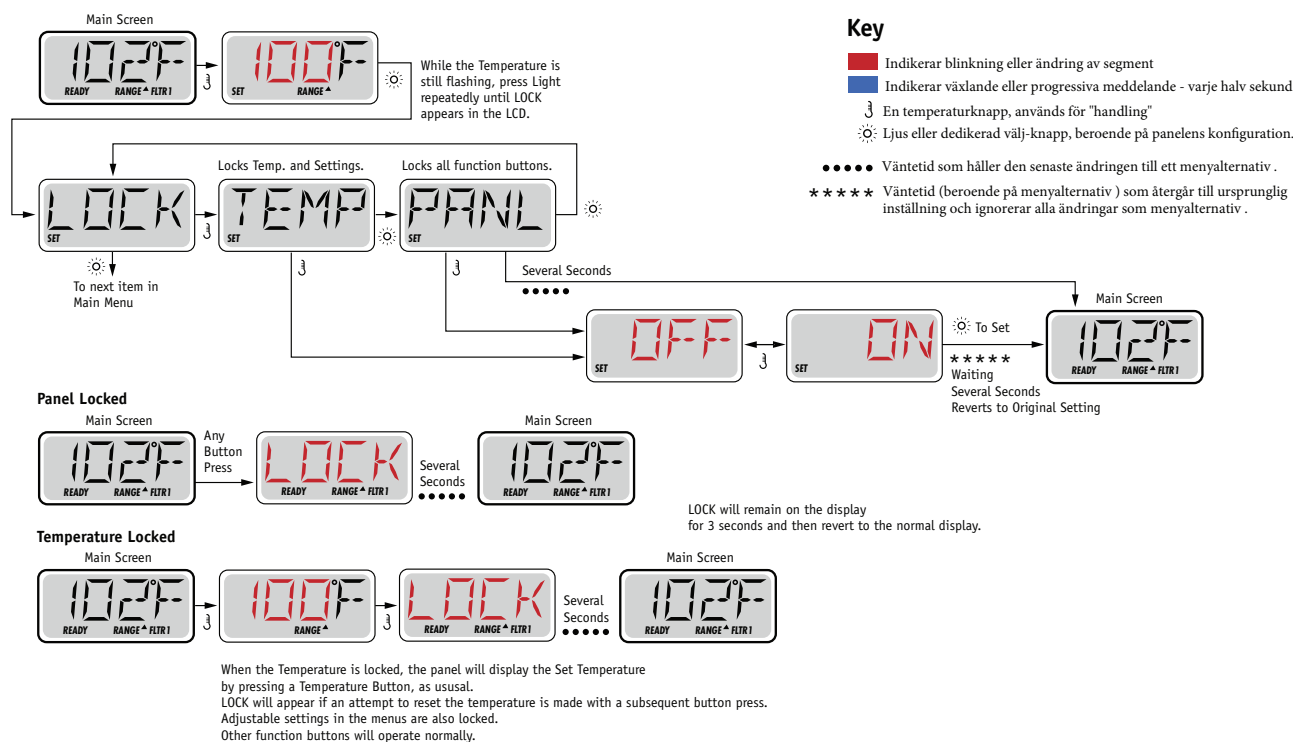 Main Screen
102°F
READY RANGE FLTR1
100°F
SET RANGE
While the Temperature is
still flashing, press Light
repeatedly until LOCK
appears in the LCD.
Key
Indikerar blinkning eller ändring av segment
Indikerar växlande eller progressiva meddelande - varje halv sekund
En temperaturknapp, används för "handling"
Ljus eller dedikerad välj-knapp, beroende på panelens konfiguration.
Väntetid som håller den senaste ändringen till ett menyalternativ .
***** Väntetid (beroende på menyalternativ ) som återgår till ursprunglig
inställning och ignorerar alla ändringar som menyalternativ .
Locks Temp. and Settings.
Locks all function buttons.
LOCK
SET
TEMP
SET
PANL
SET
To next item in
Main Menu
Several Seconds
OFF
SET
ON
SET
To Set
*****
Waiting
Several Seconds
Reverts to Original Setting
Main Screen
102°F
READY RANGE FLTR1
Panel Locked
Main Screen
102°F
READY RANGE FLTR1
Any
Button
Press
LOCK
READY RANGE FLTR1
Several
Seconds
Main Screen
102°F
READY RANGE FLTR1
LOCK will remain on the display
for 3 seconds and then revert to the normal display.
Temperature Locked
Main Screen
102°F
READY RANGE FLTR1
100°F
RANGE
LOCK
READY RANGE FLTR1
Several
Seconds
Main Screen
102°F
READY RANGE FLTR1
When the Temperature is locked, the panel will display the Set Temperature
by pressing a Temperature Button, as ususal.
LOCK will appear if an attempt to reset the temperature is made with a subsequent button press.
Adjustable settings in the menus are also locked.
Other function buttons will operate normally.